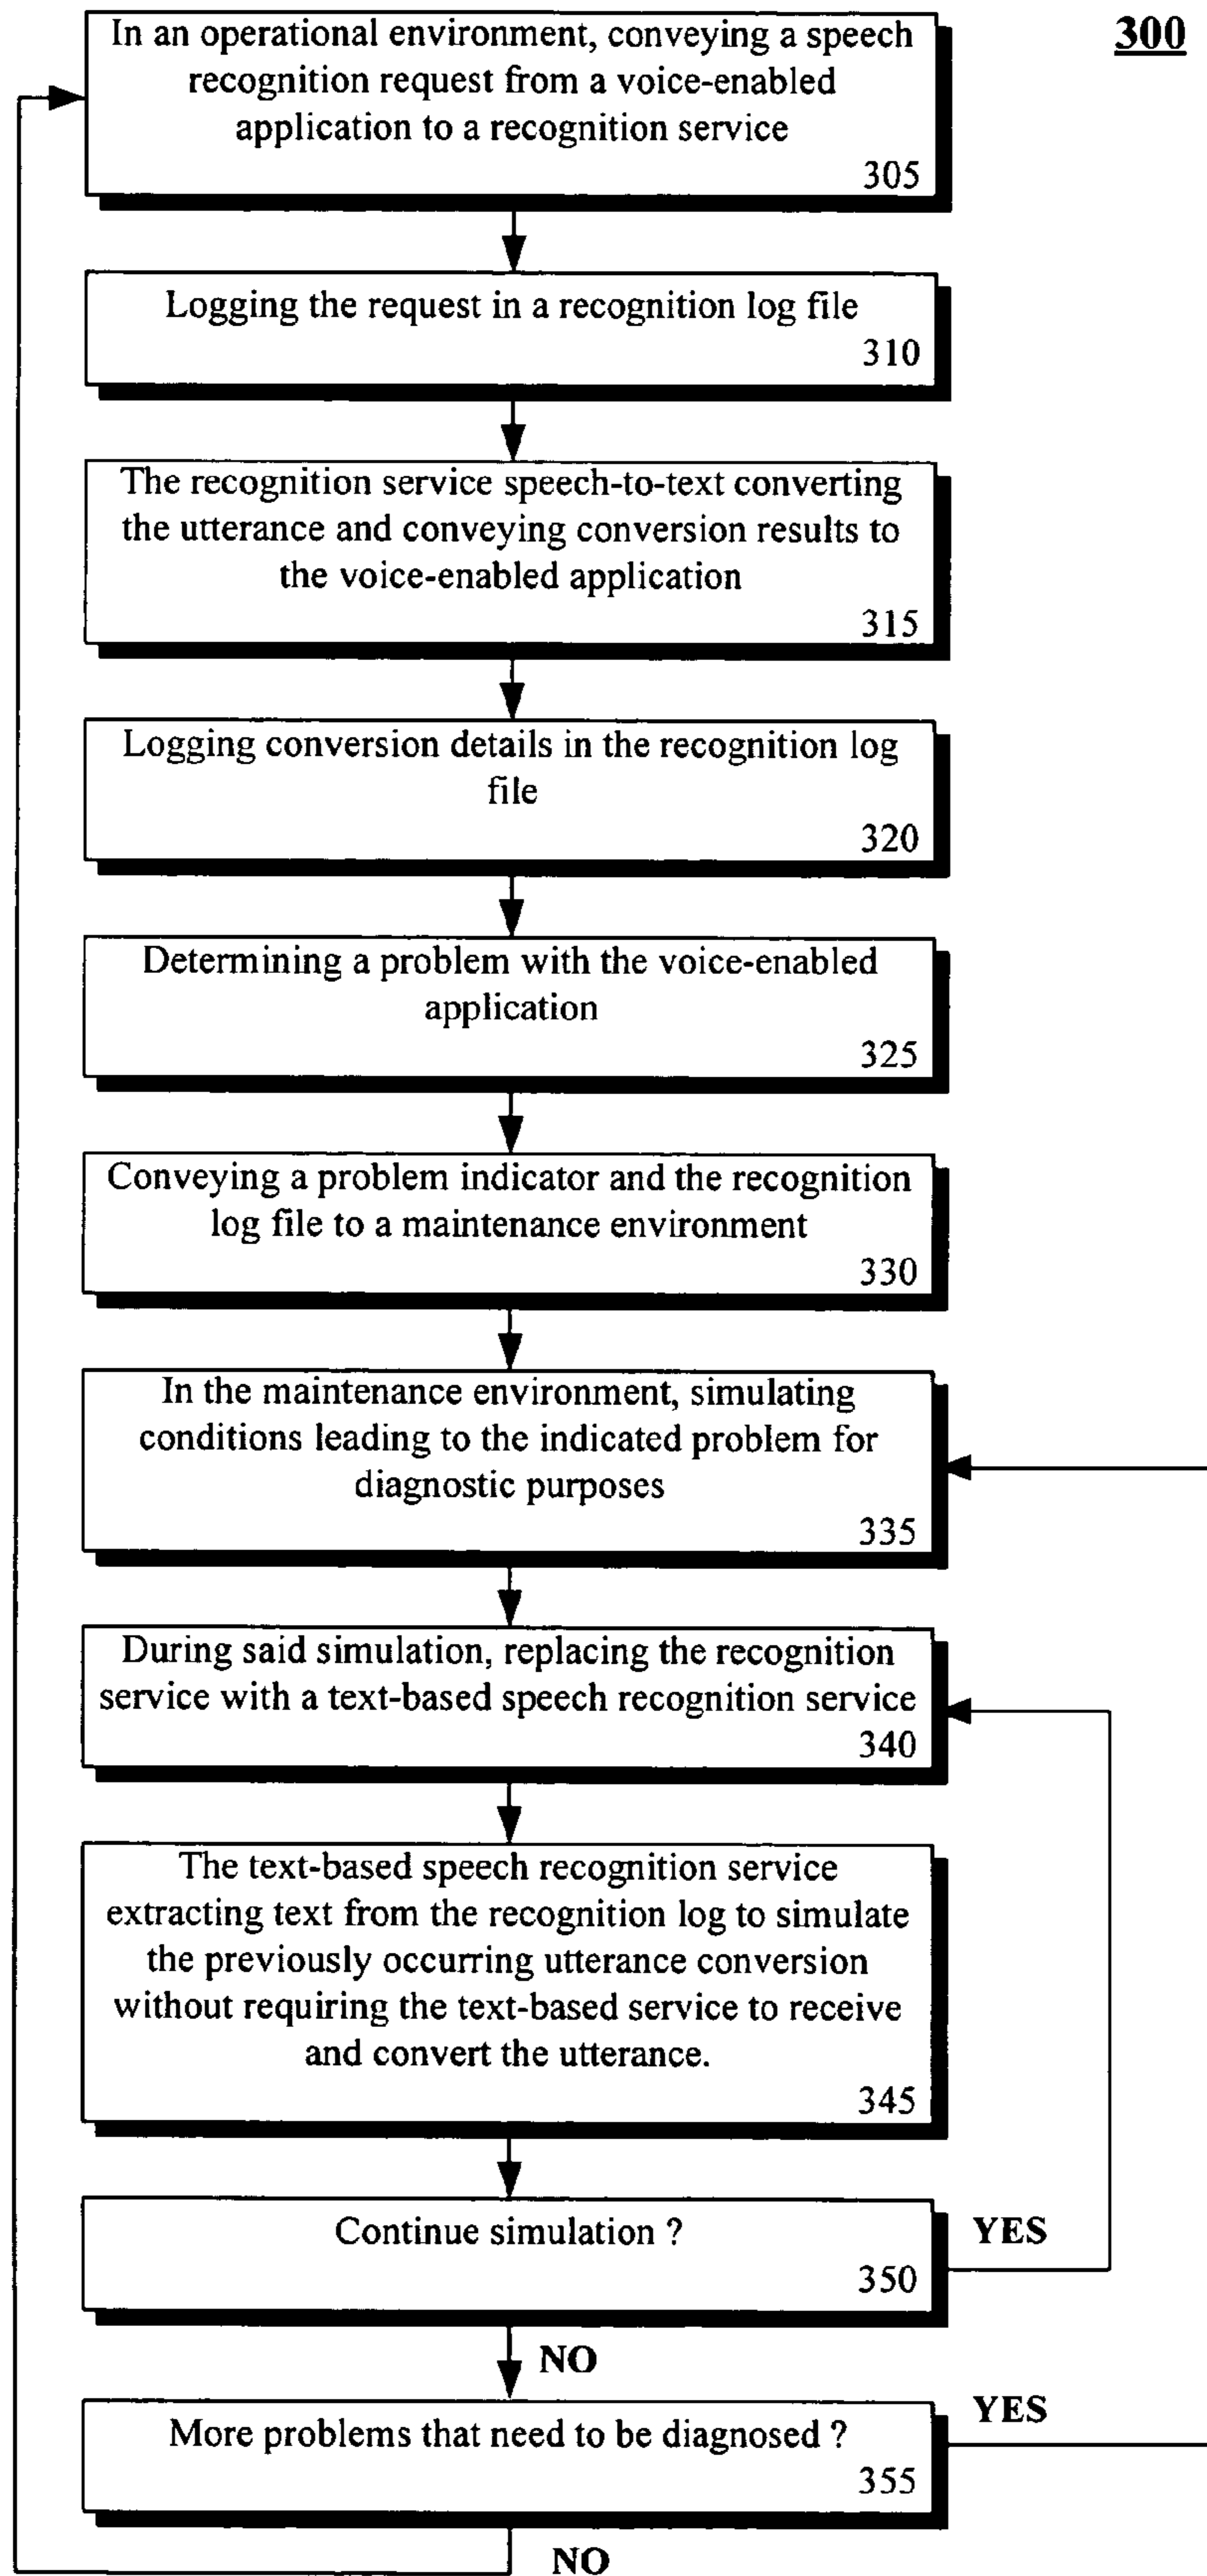 300
In an operational environment, conveying a speech
recognition request from a voice-enabled
application to a recognition service
305
Logging the request in a recognition log file
310
The recognition service speech-to-text converting
the utterance and conveying conversion results to
the voice-enabled application
315
Logging conversion details in the recognition log
file
320
Determining a problem with the voice-enabled
application
325
Conveying a problem indicator and the recognition
log file to a maintenance environment
330
In the maintenance environment, simulating
conditions leading to the indicated problem for
diagnostic purposes
335
During said simulation, replacing the recognition
service with a text-based speech recognition service
340
The text-based speech recognition service
extracting text from the recognition log to simulate
the previously occurring utterance conversion
without requiring the text-based service to receive
and convert the utterance.
345
Continue simulation ?
350
YES
NO
More problems that need to be diagnosed ?
355
YES
NO